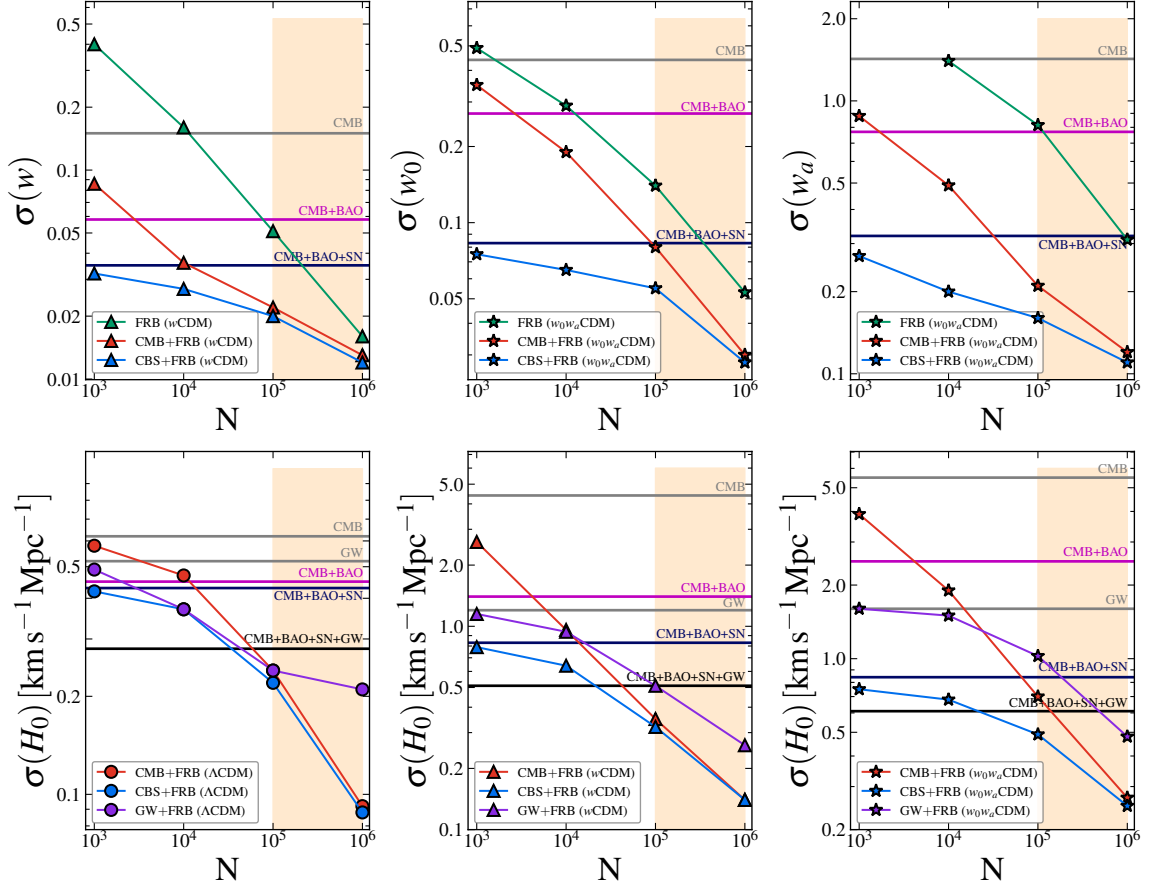 σ(w)
0.5
0.2
0.1
0.05
0.02
0.01
CMB
CMB+BAO
CMB+BAO+SN
FRB (wCDM)
CMB+FRB (wCDM)
CBS+FRB (wCDM)
10³ 10⁴ 10⁵ 10⁶
N
σ(w₀)
0.5
0.2
0.1
0.05
CMB
CMB+BAO
CMB+BAO+SN
FRB (w₀wₐCDM)
CMB+FRB (w₀wₐCDM)
CBS+FRB (w₀wₐCDM)
10³ 10⁴ 10⁵ 10⁶
N
σ(wₐ)
1.0
0.5
0.2
0.1
CMB
CMB+BAO
CMB+BAO+SN
FRB (w₀wₐCDM)
CMB+FRB (w₀wₐCDM)
CBS+FRB (w₀wₐCDM)
10³ 10⁴ 10⁵ 10⁶
N
σ(H₀) [km s⁻¹ Mpc⁻¹]
0.5
0.2
0.1
CMB
GW
CMB+BAO
CMB+BAO+SN
CMB+BAO+SN+GW
CMB+FRB (ΛCDM)
CBS+FRB (ΛCDM)
GW+FRB (ΛCDM)
10³ 10⁴ 10⁵ 10⁶
N
σ(H₀) [km s⁻¹ Mpc⁻¹]
5.0
2.0
1.0
0.5
0.2
0.1
CMB
CMB+BAO
GW
CMB+BAO+SN
CMB+BAO+SN+GW
CMB+FRB (wCDM)
CBS+FRB (wCDM)
GW+FRB (wCDM)
10³ 10⁴ 10⁵ 10⁶
N
σ(H₀) [km s⁻¹ Mpc⁻¹]
5.0
2.0
1.0
0.5
0.2
CMB
CMB+BAO
GW
CMB+BAO+SN
CMB+BAO+SN+GW
CMB+FRB (w₀wₐCDM)
CBS+FRB (w₀wₐCDM)
GW+FRB (w₀wₐCDM)
10³ 10⁴ 10⁵ 10⁶
N